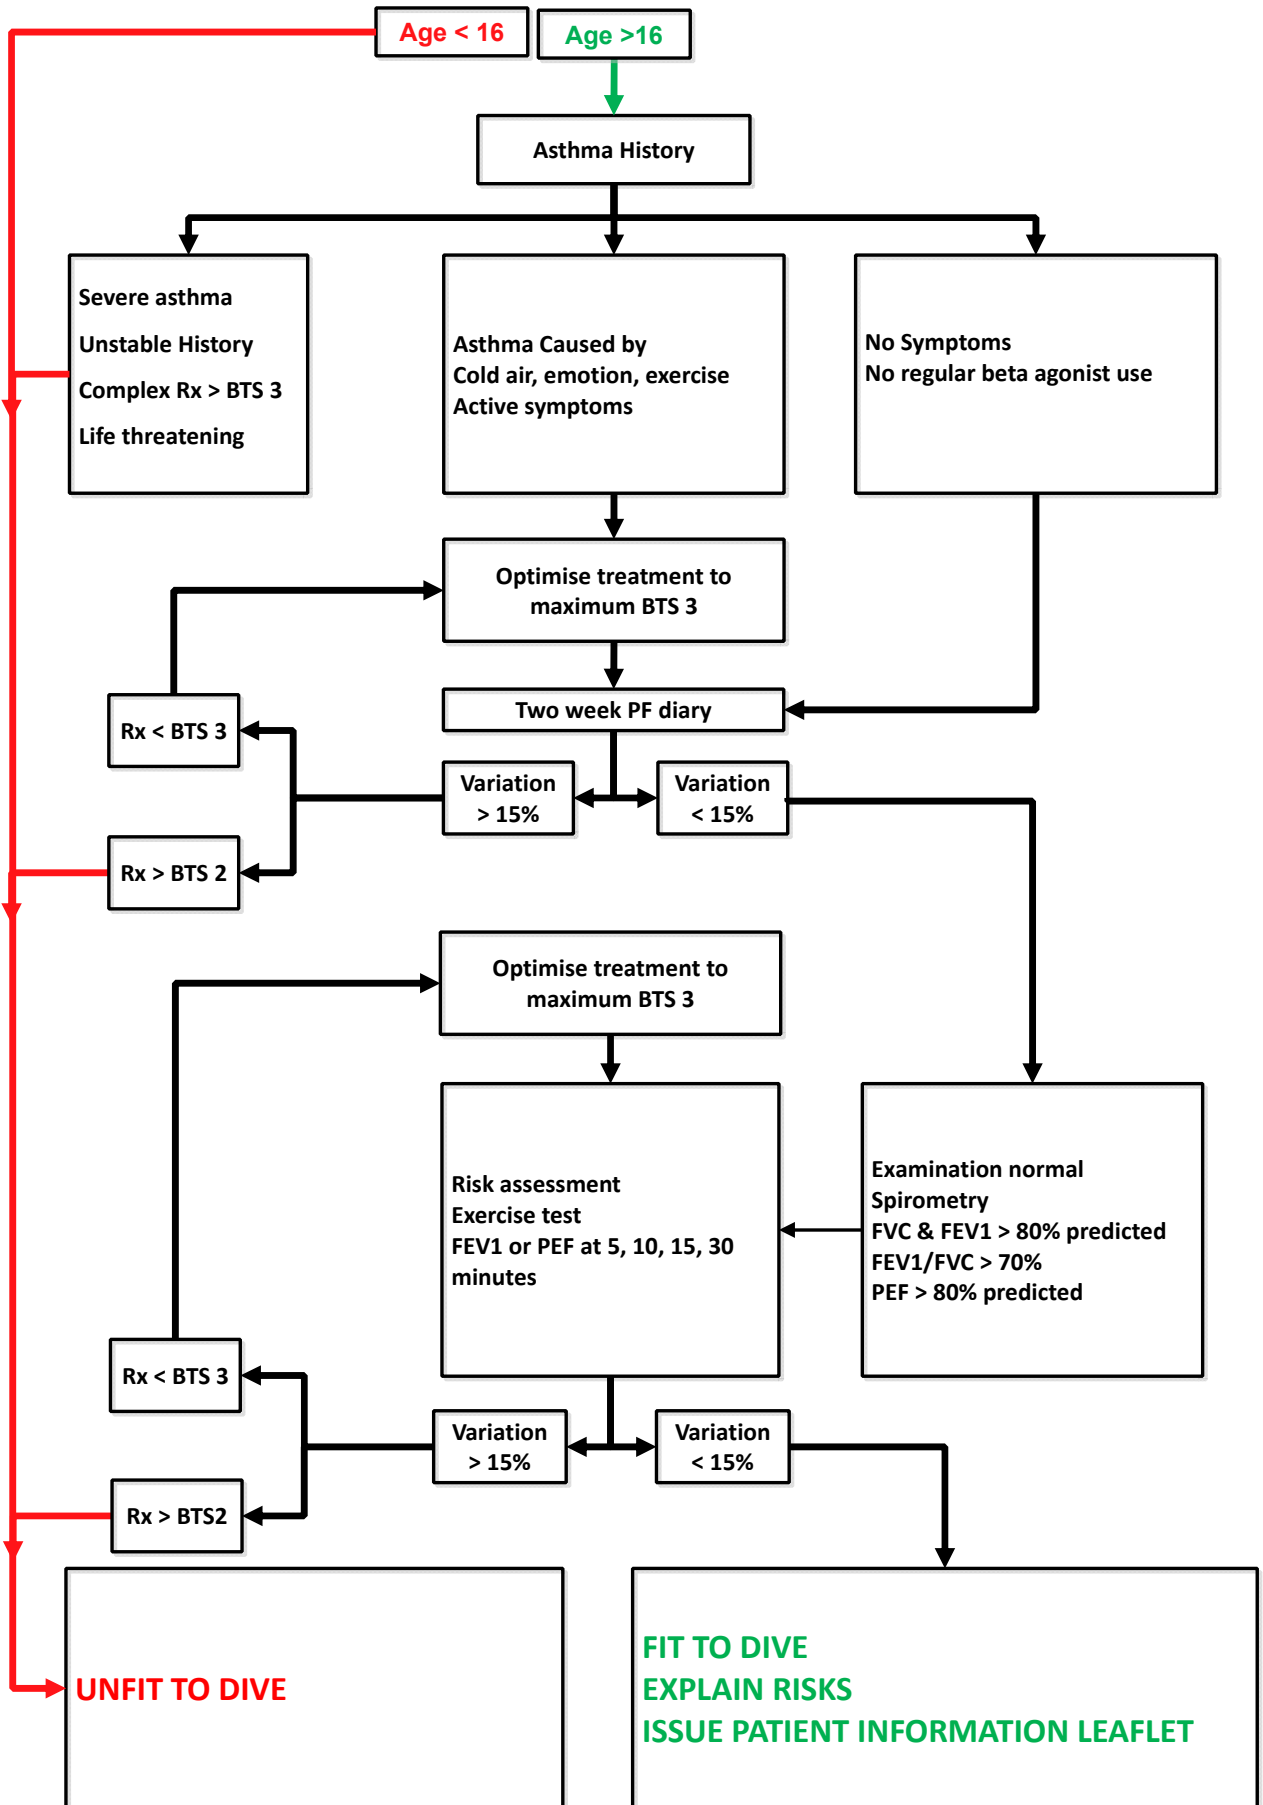 Age < 16
Age >16
Asthma History
Severe asthma
Unstable History
Complex Rx > BTS 3
Life threatening
Asthma Caused by
Cold air, emotion, exercise
Active symptoms
No Symptoms
No regular beta agonist use
Optimise treatment to
maximum BTS 3
Two week PF diary
Rx < BTS 3
Variation
> 15%
Variation
< 15%
Rx > BTS 2
Optimise treatment to
maximum BTS 3
Risk assessment
Exercise test
FEV1 or PEF at 5, 10, 15, 30
minutes
Examination normal
Spirometry
FVC & FEV1 > 80% predicted
FEV1/FVC > 70%
PEF > 80% predicted
Rx < BTS 3
Variation
> 15%
Variation
< 15%
Rx > BTS2
UNFIT TO DIVE
FIT TO DIVE
EXPLAIN RISKS
ISSUE PATIENT INFORMATION LEAFLET